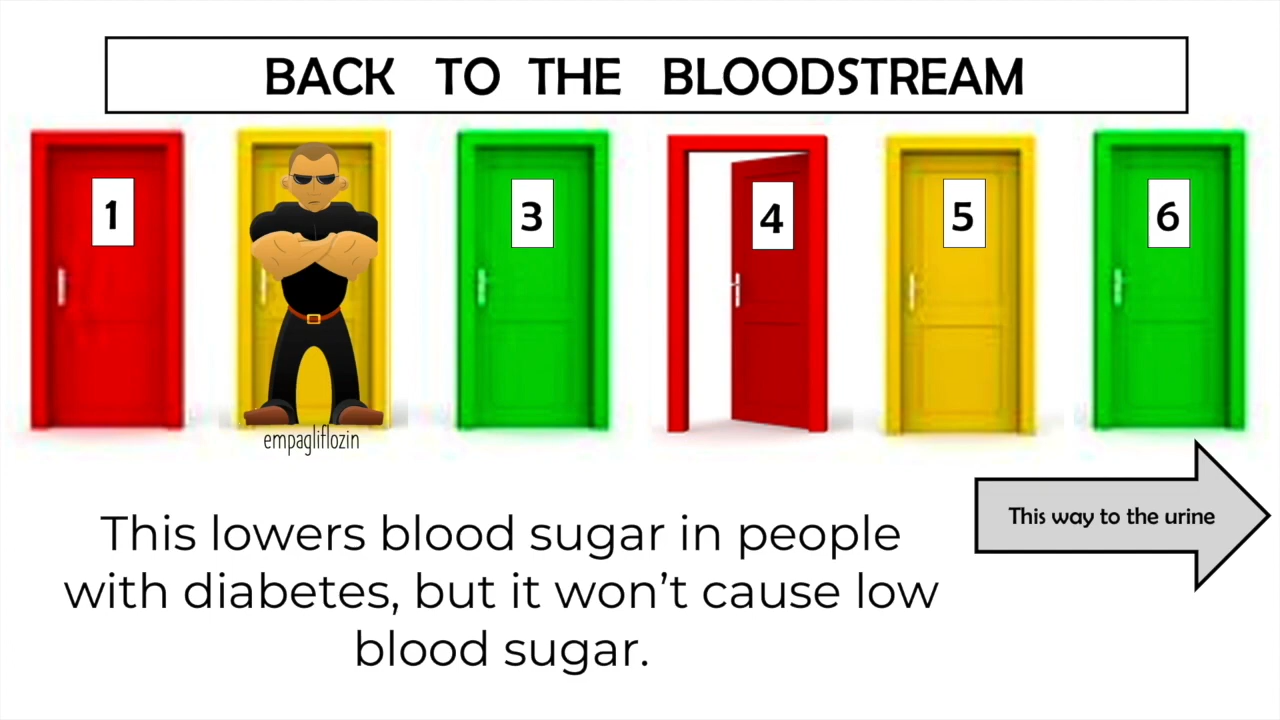 BACK TO THE BLOODSTREAM
1
3
4
5
6
empagliflozin
This way to the urine
This lowers blood sugar in people
with diabetes, but it won't cause low
blood sugar.